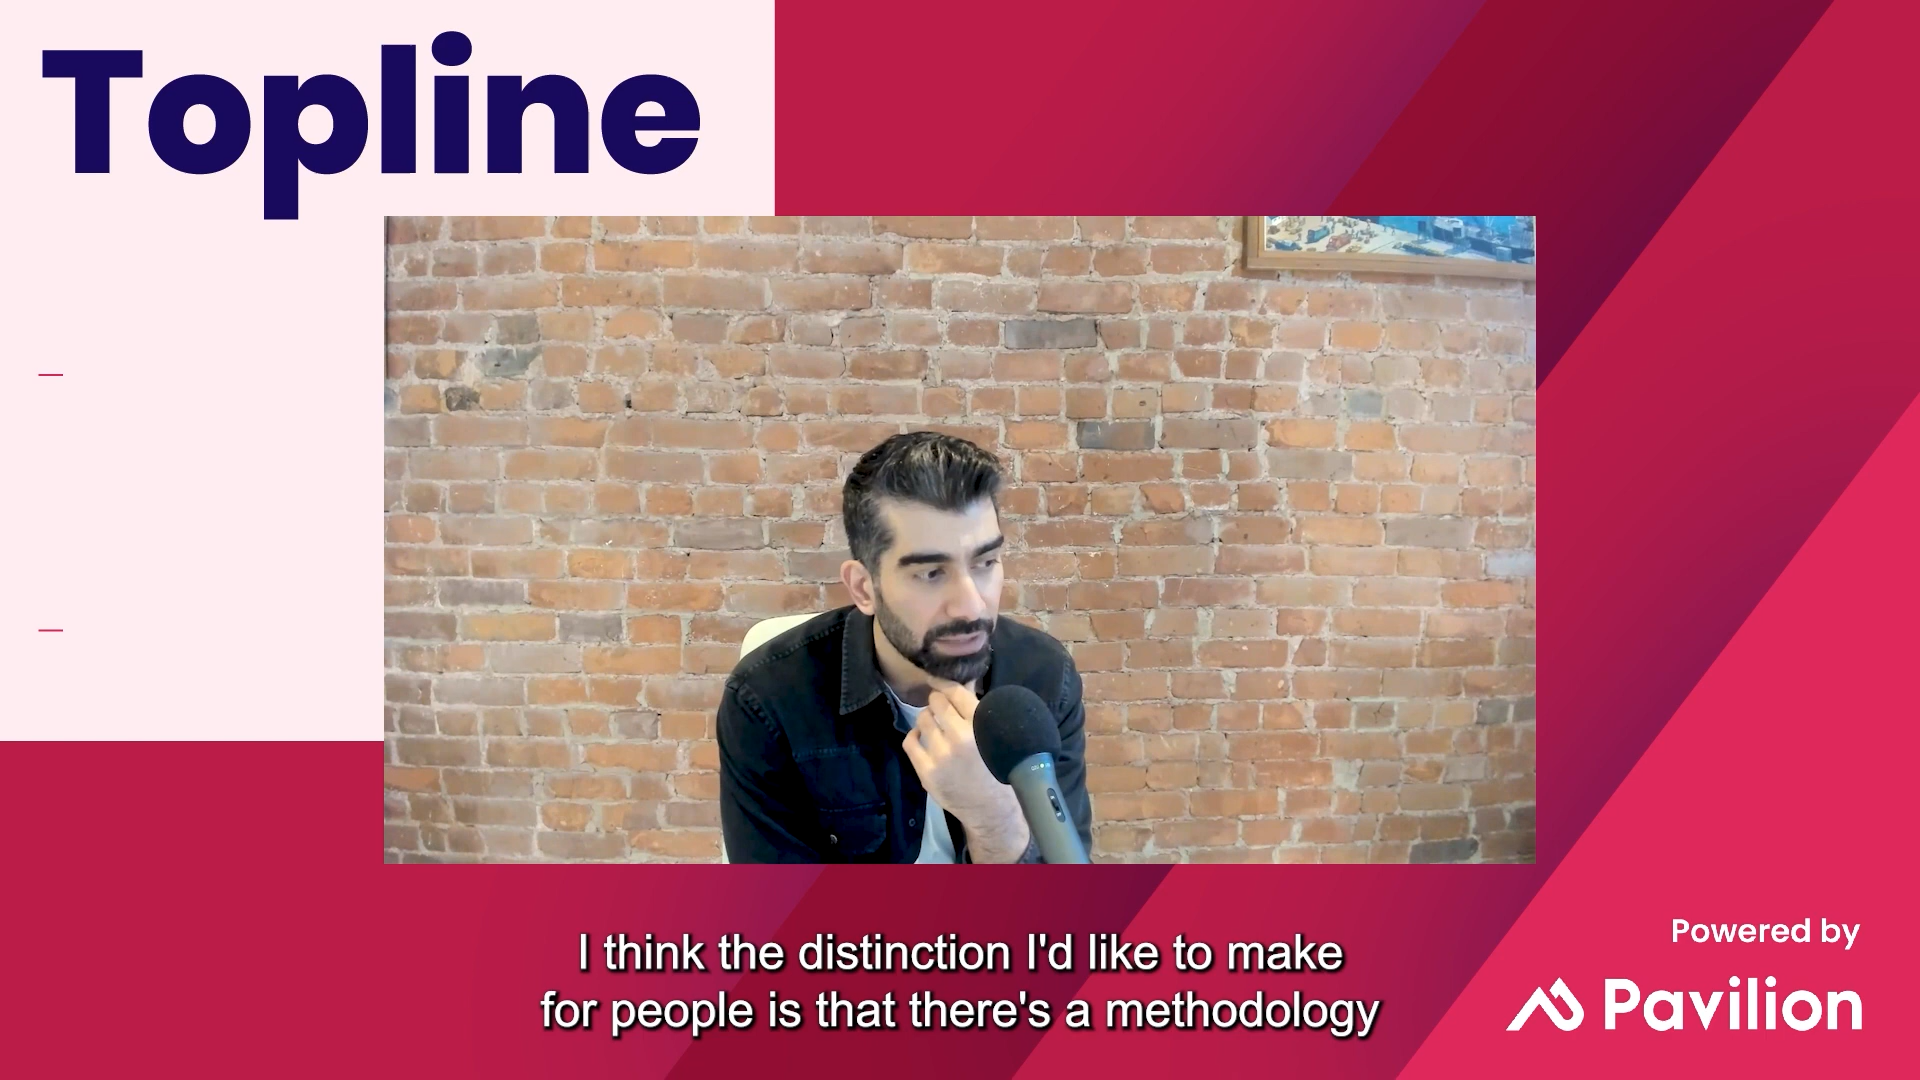 Topline
I think the distinction I'd like to make
for people is that there's a methodology
Powered by
Pavilion